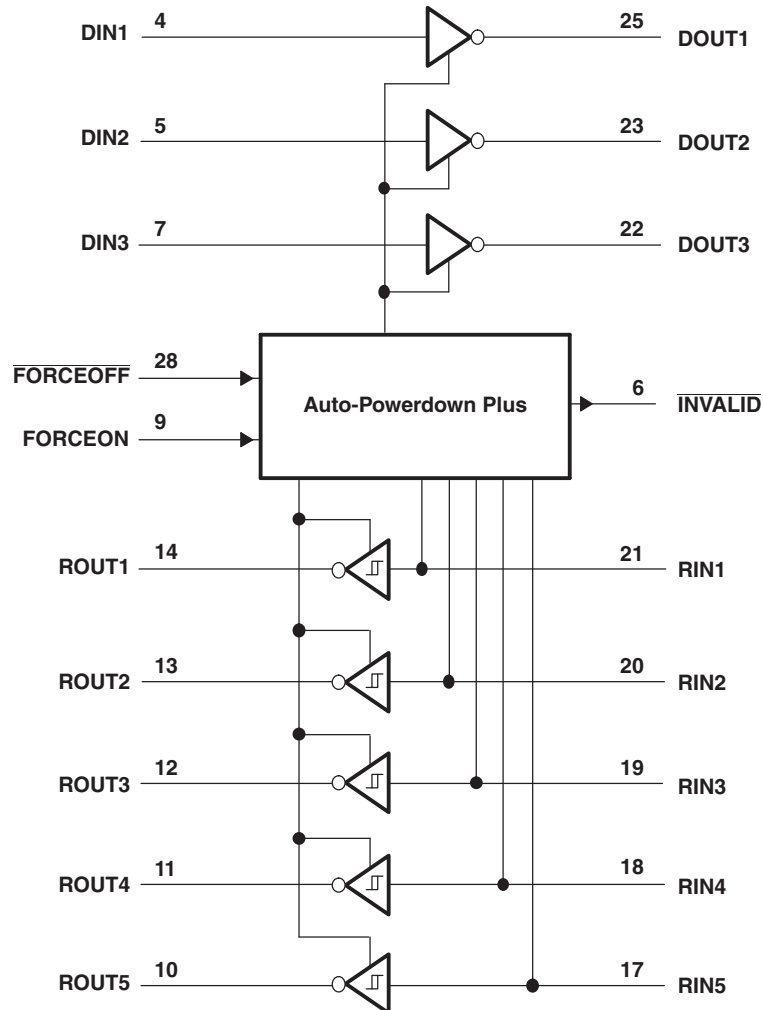 DIN1 4 25 DOUT1
DIN2 5 23 DOUT2
DIN3 7 22 DOUT3
FORCEOFF 28
Auto-Powerdown Plus
6 INVALID
FORCEON 9
ROUT1 14 21 RIN1
ROUT2 13 20 RIN2
ROUT3 12 19 RIN3
ROUT4 11 18 RIN4
ROUT5 10 17 RIN5